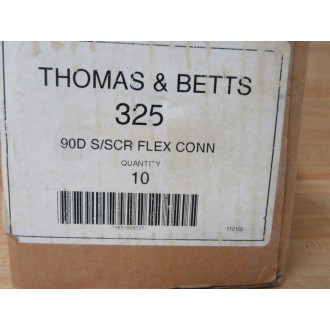 THOMAS & BETTS
325
90D S/SCR FLEX CONN
QUANTITY
10